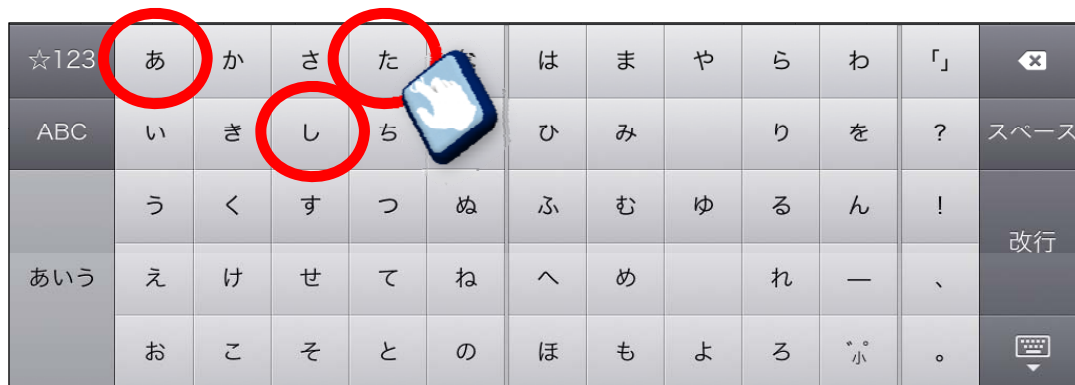 ☆123 あ か さ た は ま や ら わ 「」
ABC い き し ち ひ み り を ? スペース
う く す つ ぬ ふ む ゆ る ん ! 改行
あいう え け せ て ね へ め れ ー 、
お こ そ と の ほ も よ ろ ゛゜小 。